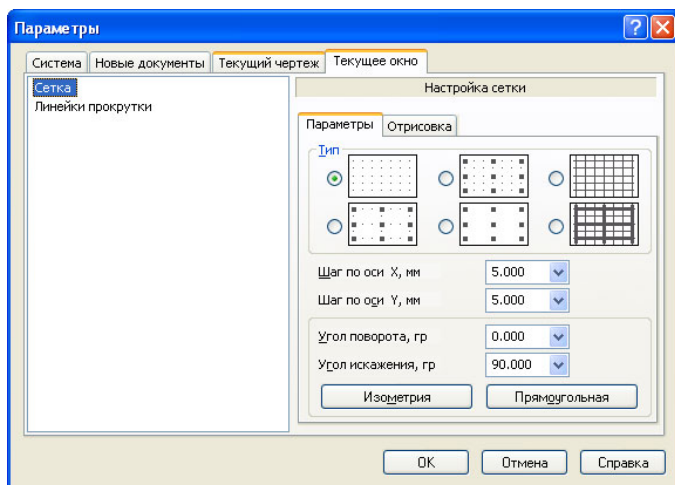 Параметры
Система Новые документы Текущий чертеж Текущее окно
Сетка
Линейки прокрутки
Настройка сетки
Параметры Отрисовка
Тип
Шаг по оси X, мм 5.000
Шаг по оси Y, мм 5.000
Угол поворота, гр 0.000
Угол искажения, гр 90.000
Изометрия Прямоугольная
OK Отмена Справка